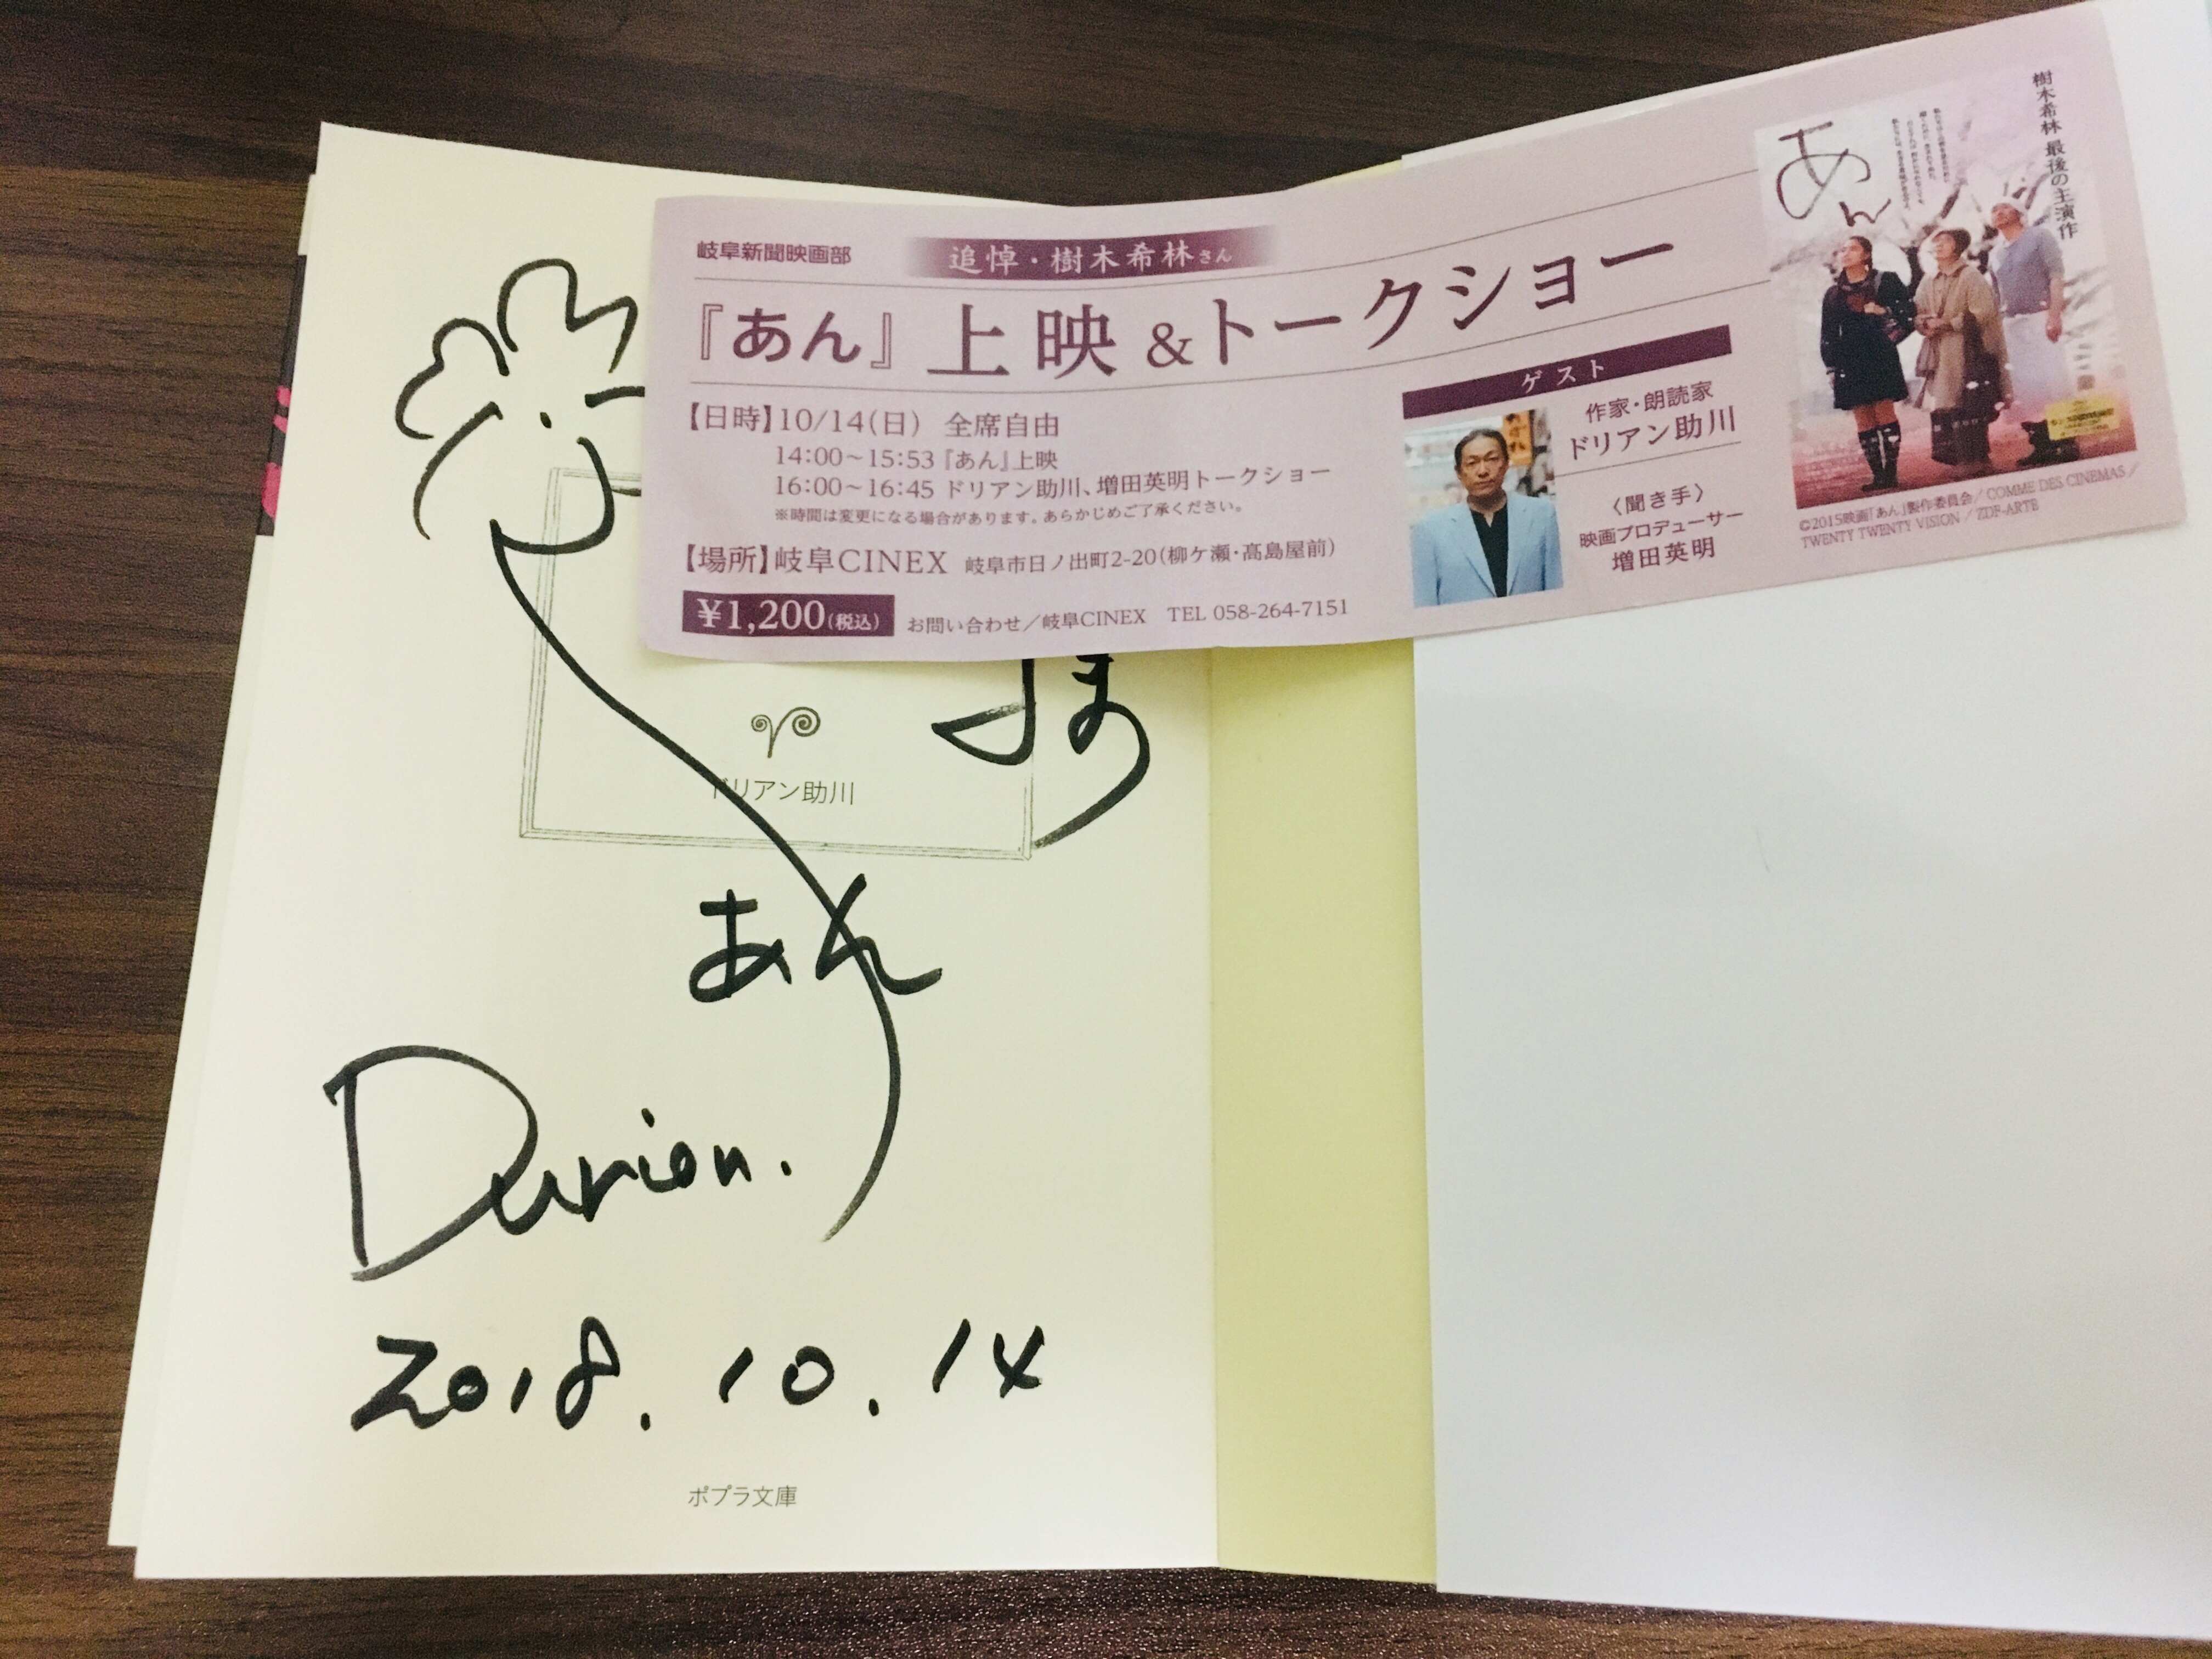 岐阜新聞映画部
追悼・樹木希林さん
『あん』上映&トークショー
【日時】10/14(日) 全席自由
14:00~15:53『あん』上映
16:00~16:45 ドリアン助川、増田英明トークショー
※時間は変更になる場合があります。あらかじめご了承ください。
【場所】岐阜CINEX 岐阜市日ノ出町2-20(柳ケ瀬・髙島屋前)
¥1,200(税込) お問い合わせ/岐阜CINEX TEL 058-264-7151
ゲスト
作家・朗読家
ドリアン助川
〈聞き手〉
映画プロデューサー
増田英明
樹木希林 最後の主演作
あん
©2015映画『あん』製作委員会/COMME DES CINEMAS/
TWENTY TWENTY VISION/ZDF-ARTE
ドリアン助川
あん
Durian.
2018.10.14
ポプラ文庫